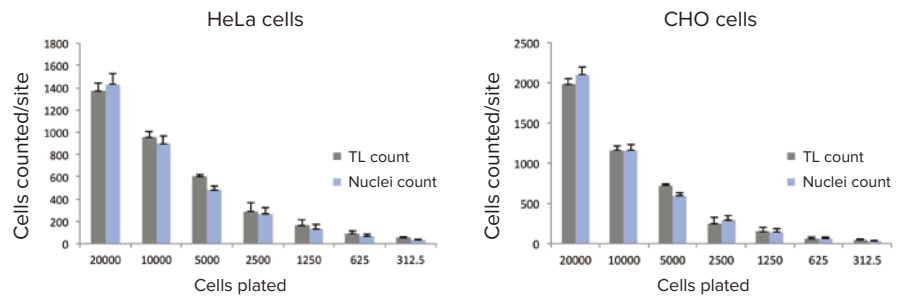 HeLa cells
Cells counted/site
1800
1600
1400
1200
1000
800
600
400
200
0
TL count
Nuclei count
20000 10000 5000 2500 1250 625 312.5
Cells plated
CHO cells
Cells counted/site
2500
2000
1500
1000
500
0
TL count
Nuclei count
20000 10000 5000 2500 1250 625 312.5
Cells plated